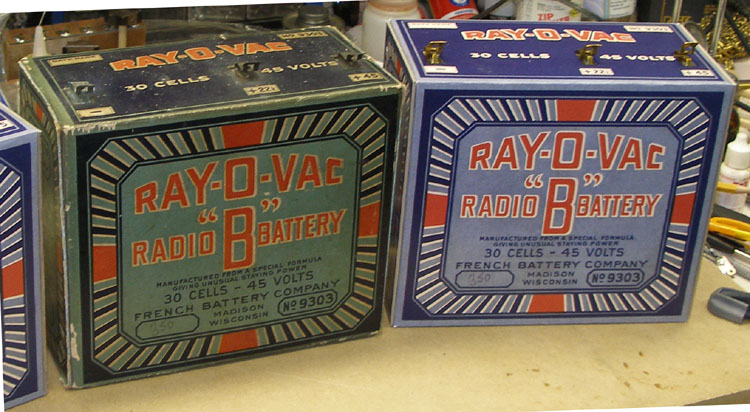 RAY-O-VAC
30 CELLS
45 VOLTS
+22½
+45
RAY-O-VAC
RADIO "B" BATTERY
MANUFACTURED FROM A SPECIAL FORMULA
GIVING UNUSUAL STAYING POWER
30 CELLS - 45 VOLTS
FRENCH BATTERY COMPANY
MADISON
WISCONSIN
No 9303
RAY-O-VAC
No 9303
30 CELLS
45 VOLTS
+22½
+45
RAY-O-VAC
RADIO "B" BATTERY
MANUFACTURED FROM A SPECIAL FORMULA
GIVING UNUSUAL STAYING POWER
30 CELLS - 45 VOLTS
FRENCH BATTERY COMPANY
MADISON
WISCONSIN
No 9303
ZIP